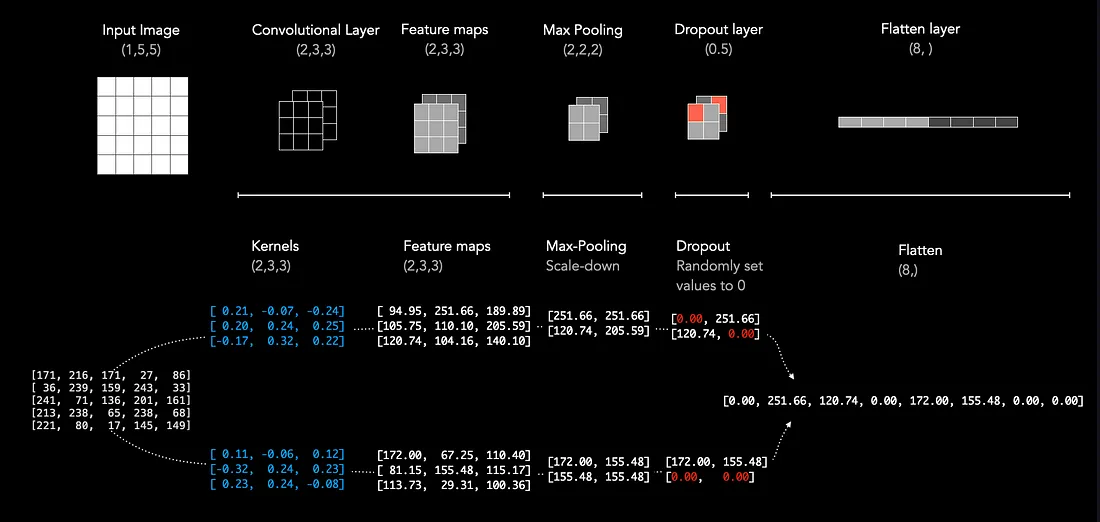 Input Image
(1,5,5)
Convolutional Layer
(2,3,3)
Feature maps
(2,3,3)
Max Pooling
(2,2,2)
Dropout layer
(0.5)
Flatten layer
(8, )
Kernels
(2,3,3)
Feature maps
(2,3,3)
Max-Pooling
Scale-down
Dropout
Randomly set
values to 0
Flatten
(8,)
[171, 216, 171,  27,  86]
[ 36, 239, 159, 243,  33]
[241,  71, 136, 201, 161]
[213, 238,  65, 238,  68]
[221,  80,  17, 145, 149]
[ 0.21, -0.07, -0.24]
[ 0.20,  0.24,  0.25]
[-0.17,  0.32,  0.22]
[ 94.95, 251.66, 189.89]
[105.75, 110.10, 205.59]
[120.74, 104.16, 140.10]
[251.66, 251.66]
[120.74, 205.59]
[0.00, 251.66]
[120.74, 0.00]
[ 0.11, -0.06,  0.12]
[-0.32,  0.24,  0.23]
[ 0.23,  0.24, -0.08]
[172.00,  67.25, 110.40]
[ 81.15, 155.48, 115.17]
[113.73,  29.31, 100.36]
[172.00, 155.48]
[155.48, 155.48]
[172.00, 155.48]
[0.00,   0.00]
[0.00, 251.66, 120.74, 0.00, 172.00, 155.48, 0.00, 0.00]